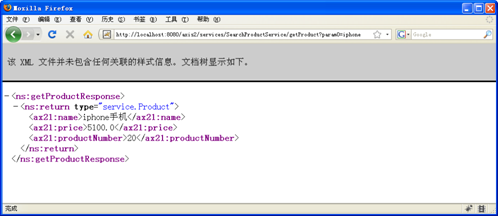 Mozilla Firefox
文件(F) 编辑(E) 查看(V) 历史(S) 书签(B) 工具(T) 帮助(H)
http://localhost:8080/axis2/services/SearchProductService/getProduct?param0=iphone
Google
该 XML 文件并未包含任何关联的样式信息。文档树显示如下。
- <ns:getProductResponse>
- <ns:return type="service.Product">
<ax21:name>iphone手机</ax21:name>
<ax21:price>5100.0</ax21:price>
<ax21:productNumber>20</ax21:productNumber>
</ns:return>
</ns:getProductResponse>
完成